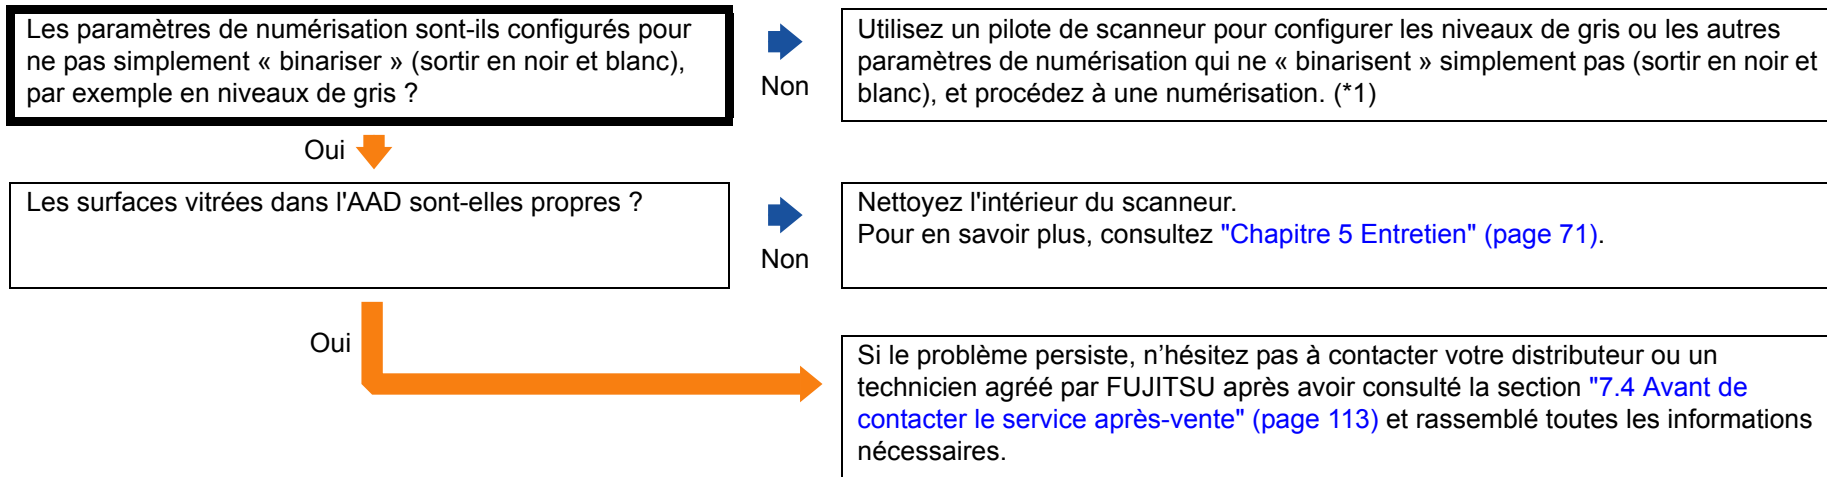 Les paramètres de numérisation sont-ils configurés pour
ne pas simplement « binariser » (sortir en noir et blanc),
par exemple en niveaux de gris ?
Non
Utilisez un pilote de scanneur pour configurer les niveaux de gris ou les autres
paramètres de numérisation qui ne « binarisent » simplement pas (sortir en noir et
blanc), et procédez à une numérisation. (*1)
Oui
Les surfaces vitrées dans l'AAD sont-elles propres ?
Non
Nettoyez l'intérieur du scanneur.
Pour en savoir plus, consultez "Chapitre 5 Entretien" (page 71).
Oui
Si le problème persiste, n’hésitez pas à contacter votre distributeur ou un
technicien agréé par FUJITSU après avoir consulté la section "7.4 Avant de
contacter le service après-vente" (page 113) et rassemblé toutes les informations
nécessaires.